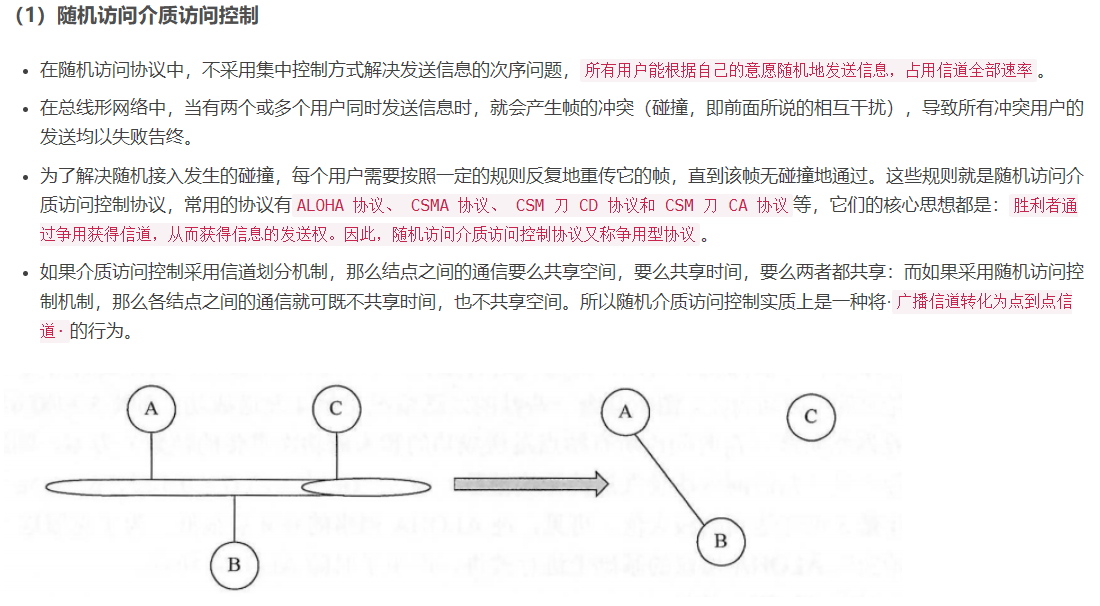 （1）随机访问介质访问控制
在随机访问协议中，不采用集中控制方式解决发送信息的次序问题，所有用户能根据自己的意愿随机地发送信息，占用信道全部速率。
在总线形网络中，当有两个或多个用户同时发送信息时，就会产生帧的冲突（碰撞，即前面所说的相互干扰），导致所有冲突用户的
发送均以失败告终。
为了解决随机接入发生的碰撞，每个用户需要按照一定的规则反复地重传它的帧，直到该帧无碰撞地通过。这些规则就是随机访问介
质访问控制协议，常用的协议有 ALOHA 协议、 CSMA 协议、 CSM 刀 CD 协议和 CSM 刀 CA 协议 等，它们的核心思想都是：胜利者通
过争用获得信道，从而获得信息的发送权。因此，随机访问介质访问控制协议又称争用型协议 。
如果介质访问控制采用信道划分机制，那么结点之间的通信要么共享空间，要么共享时间，要么两者都共享：而如果采用随机访问控
制机制，那么各结点之间的通信就可既不共享时间，也不共享空间。所以随机介质访问控制实质上是一种将·广播信道转化为点到点信
道· 的行为。
A
C
B
A
C
B